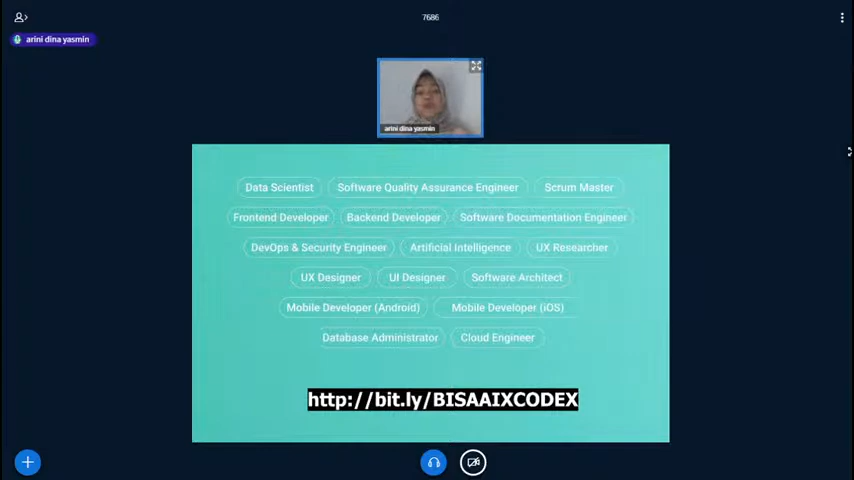 7686
arini dina yasmin
arini dina yasmin
Data Scientist Software Quality Assurance Engineer Scrum Master
Frontend Developer Backend Developer Software Documentation Engineer
DevOps & Security Engineer Artificial Intelligence UX Researcher
UX Designer UI Designer Software Architect
Mobile Developer (Android) Mobile Developer (iOS)
Database Administrator Cloud Engineer
http://bit.ly/BISAAIXCODEX